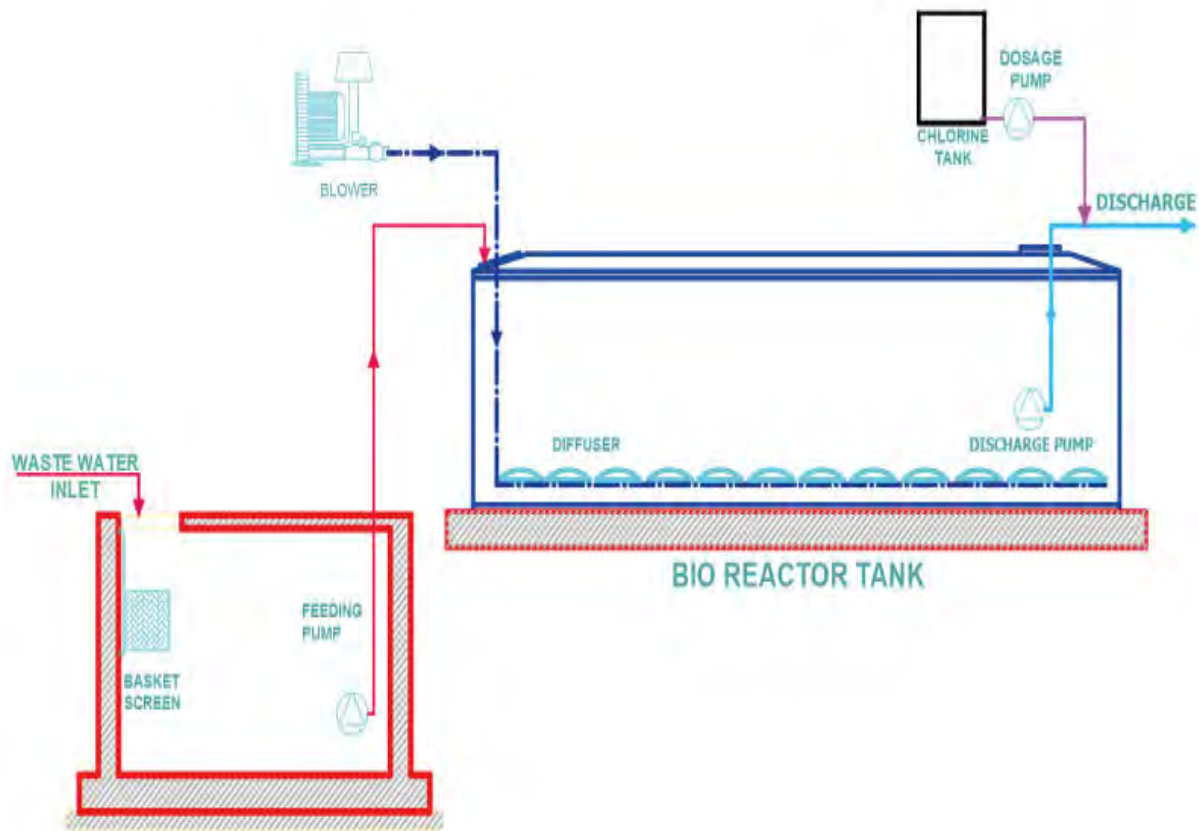 DOSAGE
PUMP
CHLORINE
TANK
BLOWER
DISCHARGE
DIFFUSER
DISCHARGE PUMP
WASTE WATER
INLET
BIO REACTOR TANK
FEEDING
PUMP
BASKET
SCREEN